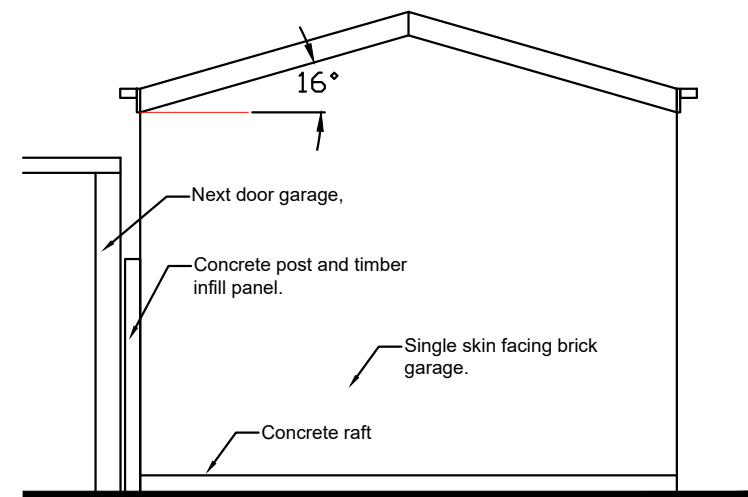 16°
Next door garage,
Concrete post and timber
infill panel.
Single skin facing brick
garage.
Concrete raft